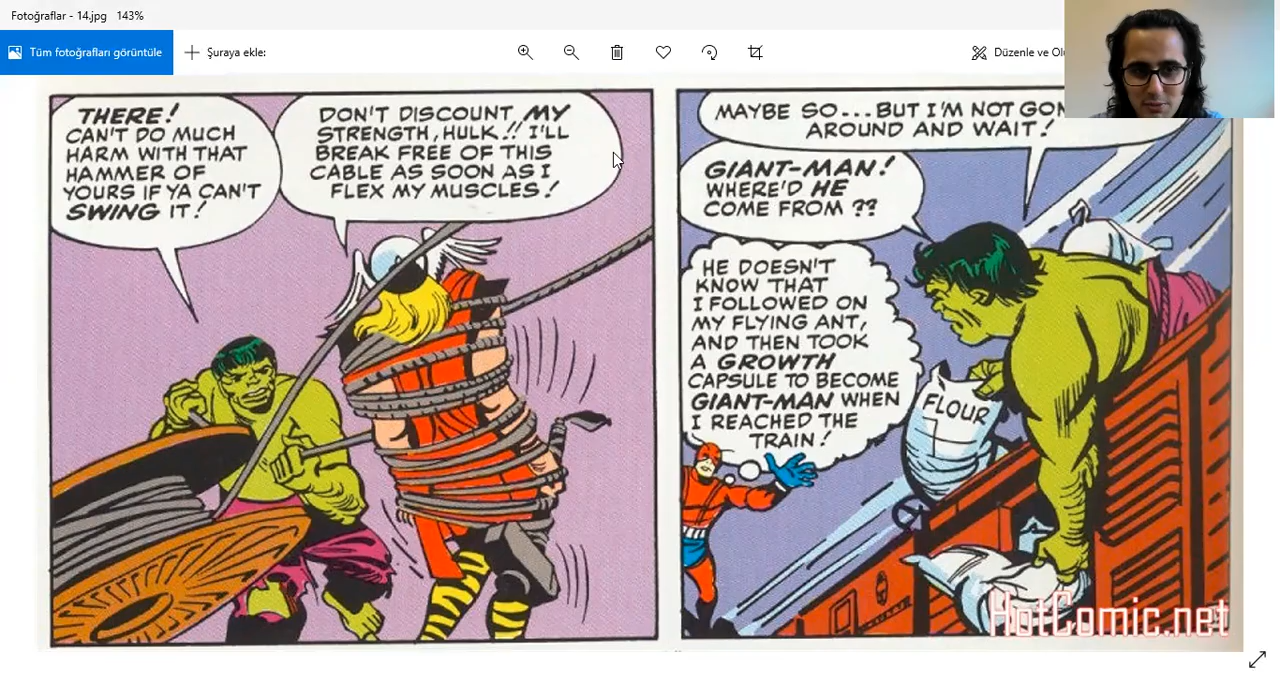 Fotoğraflar - 14.jpg 143%
Tüm fotoğrafları görüntüle
Şuraya ekle:
Düzenle ve
THERE!
CAN'T DO MUCH
HARM WITH THAT
HAMMER OF
YOURS IF YA CAN'T
SWING IT!
DON'T DISCOUNT MY
STRENGTH, HULK!! I'LL
BREAK FREE OF THIS
CABLE AS SOON AS I
FLEX MY MUSCLES!
MAYBE SO...BUT I'M NOT
AROUND AND WAIT!
GIANT-MAN!
WHERE'D HE
COME FROM ??
HE DOESN'T
KNOW THAT
I FOLLOWED ON
MY FLYING ANT,
AND THEN TOOK
A GROWTH
CAPSULE TO BECOME
GIANT-MAN WHEN
I REACHED THE
TRAIN!
FLOUR
HotComic.net